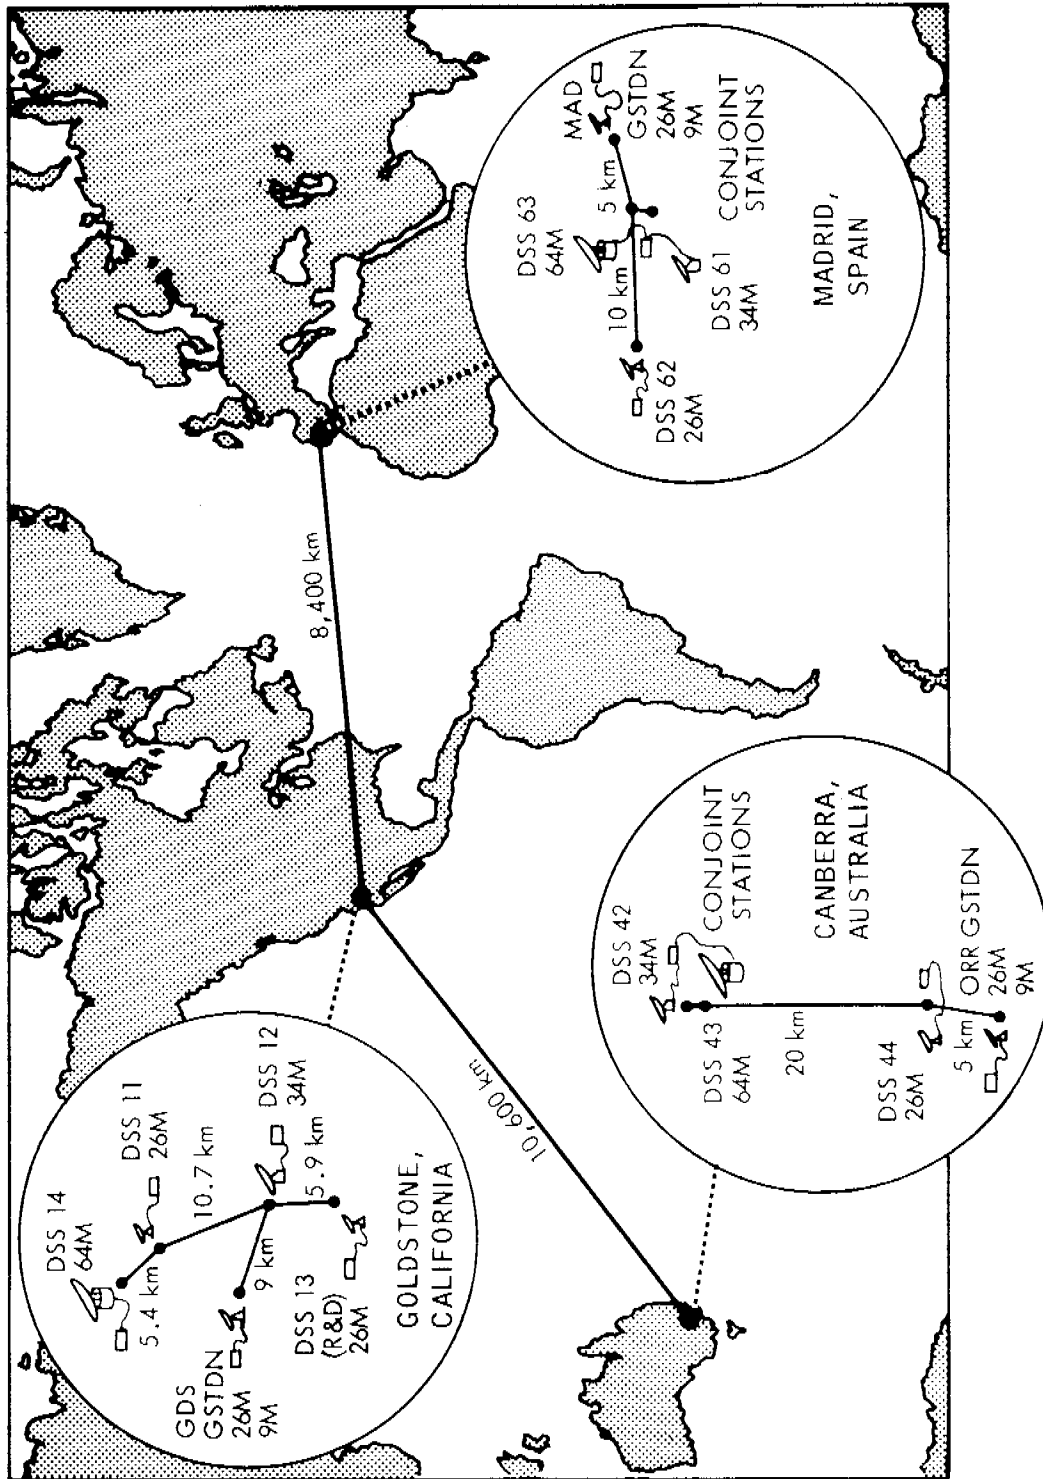 DSS 14
64M
5.4 km
DSS 11
26M
10.7 km
GDS
GSTDN
26M
9M
9 km
DSS 12
34M
5.9 km
DSS 13
(R&D)
26M
GOLDSTONE,
CALIFORNIA
8,400 km
10,600 km
DSS 42
34M
DSS 43
64M
CONJOINT
STATIONS
20 km
CANBERRA,
AUSTRALIA
DSS 44
26M
5 km
ORR GSTDN
26M
9M
DSS 63
64M
MAD
GSTDN
26M
9M
5 km
10 km
DSS 62
26M
DSS 61
34M
CONJOINT
STATIONS
MADRID,
SPAIN